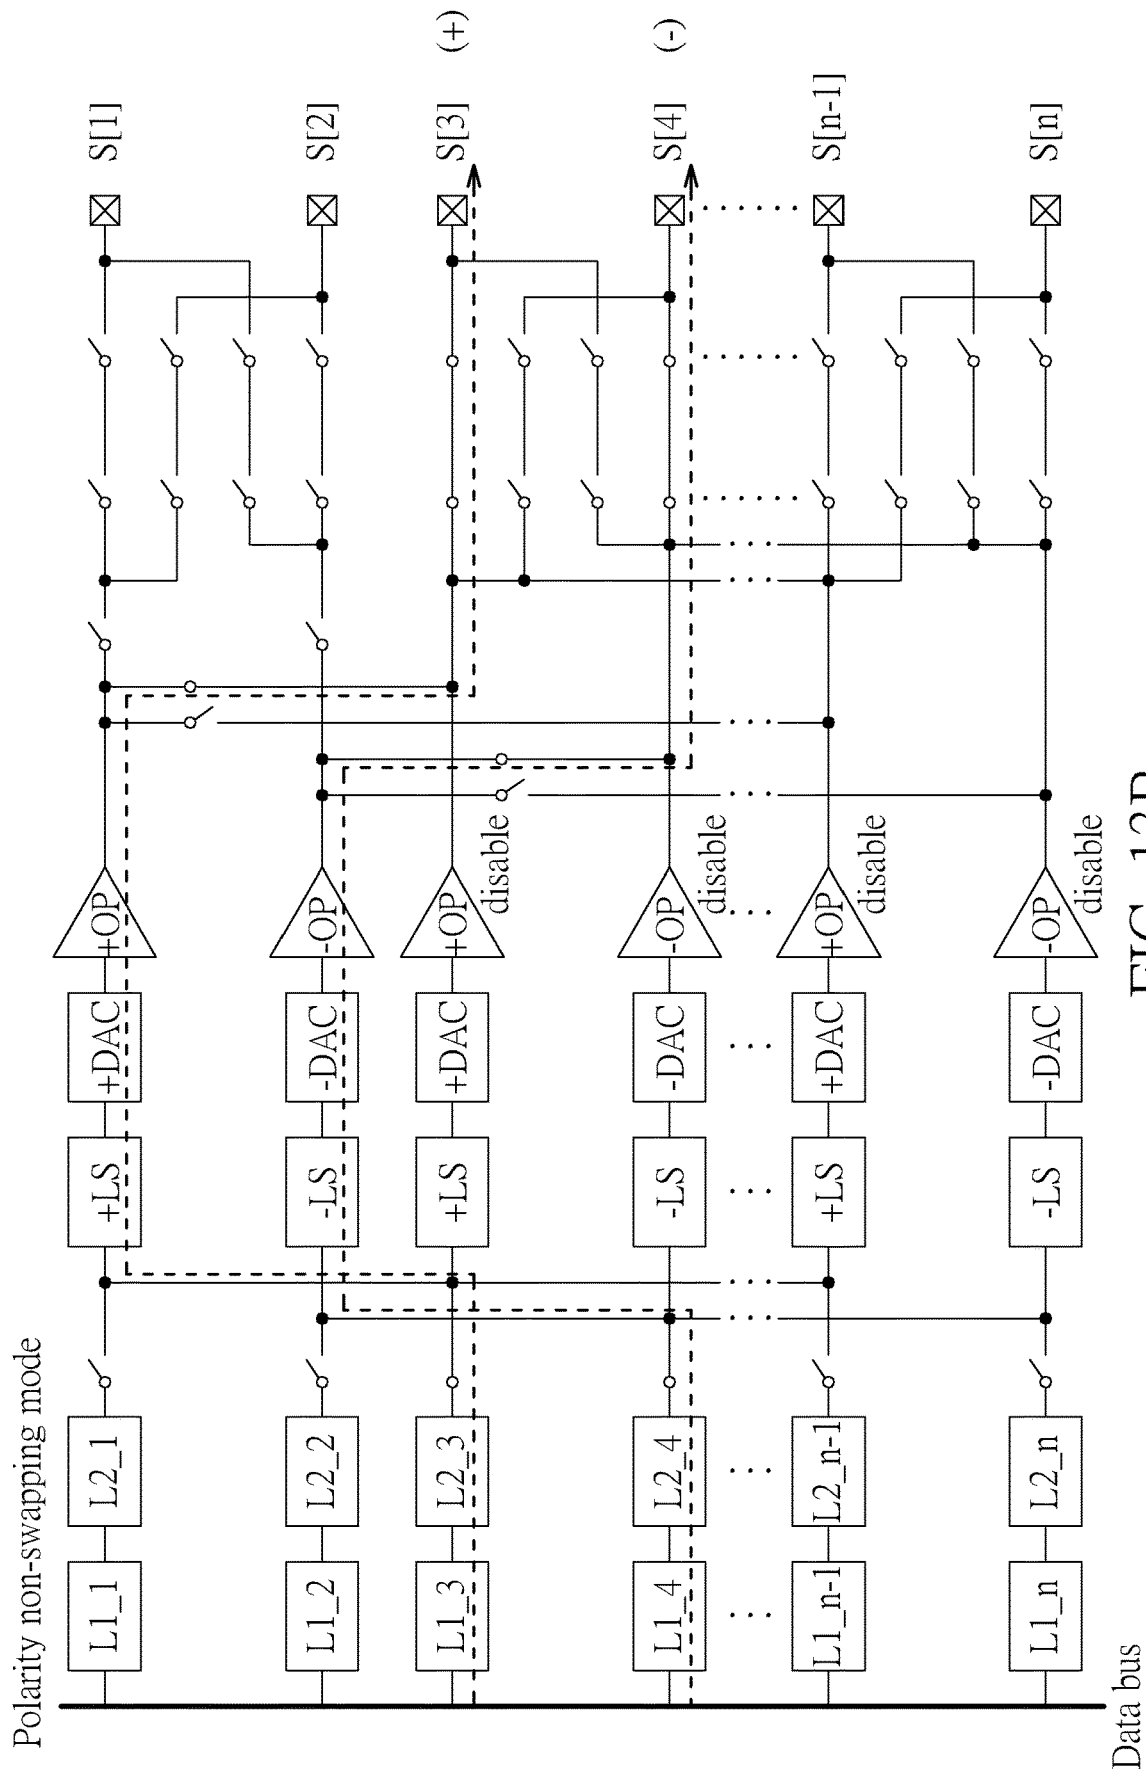 Polarity non-swapping mode
L1_1 L2_1 +LS +DAC +OP S[1]
L1_2 L2_2 -LS -DAC -OP S[2]
L1_3 L2_3 +LS +DAC +OP S[3] (+)
disable
L1_4 L2_4 -LS -DAC -OP S[4] (-)
disable
L1_n-1 L2_n-1 +LS +DAC +OP S[n-1]
disable
L1_n L2_n -LS -DAC -OP S[n]
disable
Data bus
FIG